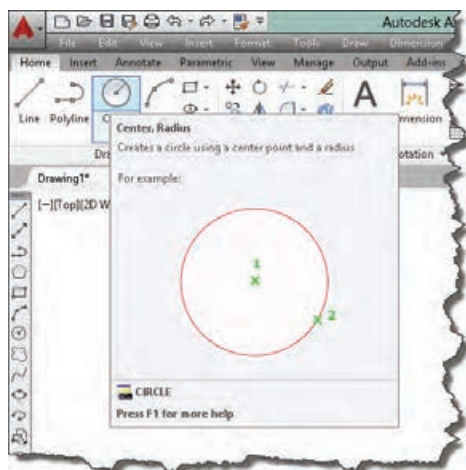 Autodesk A
File Edit View Insert Format Tools Draw Dimension
Home Insert Annotate Parametric View Manage Output Add-ins
A
Line Polyline
mension
Center, Radius
Creates a circle using a center point and a radius
For example:
1
2
CIRCLE
Press F1 for more help
Dra
otation
Drawing1*
[-][Top][2D W